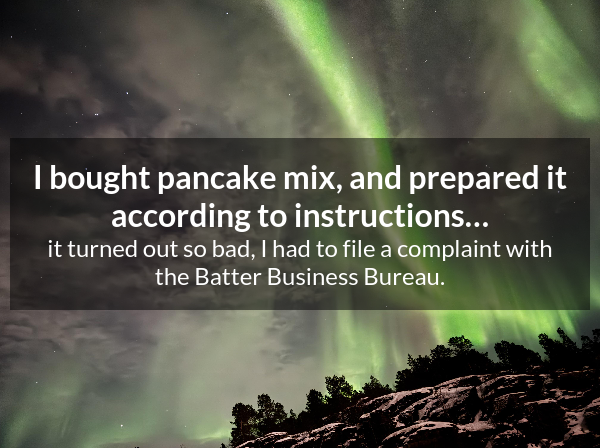 I bought pancake mix, and prepared it
according to instructions...
it turned out so bad, I had to file a complaint with
the Batter Business Bureau.